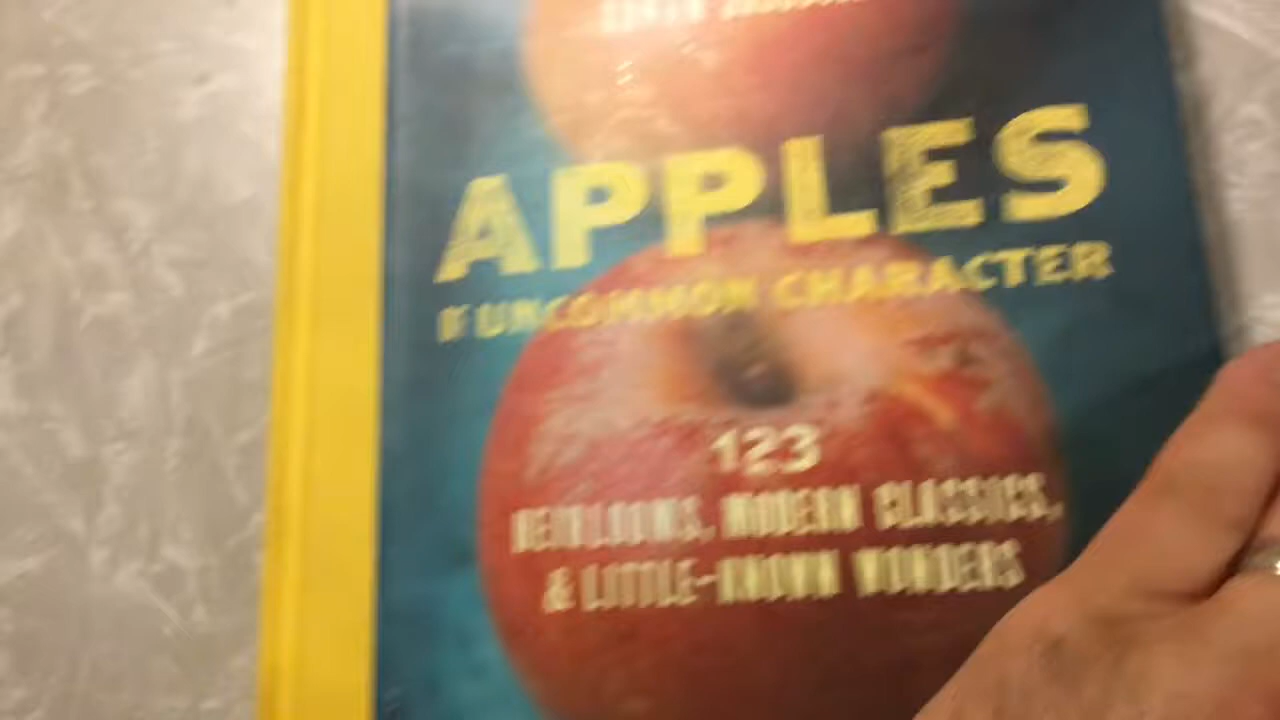 APPLES
OF UNCOMMON CHARACTER
123
HEIRLOOMS, MODERN CLASSICS,
& LITTLE-KNOWN WONDERS